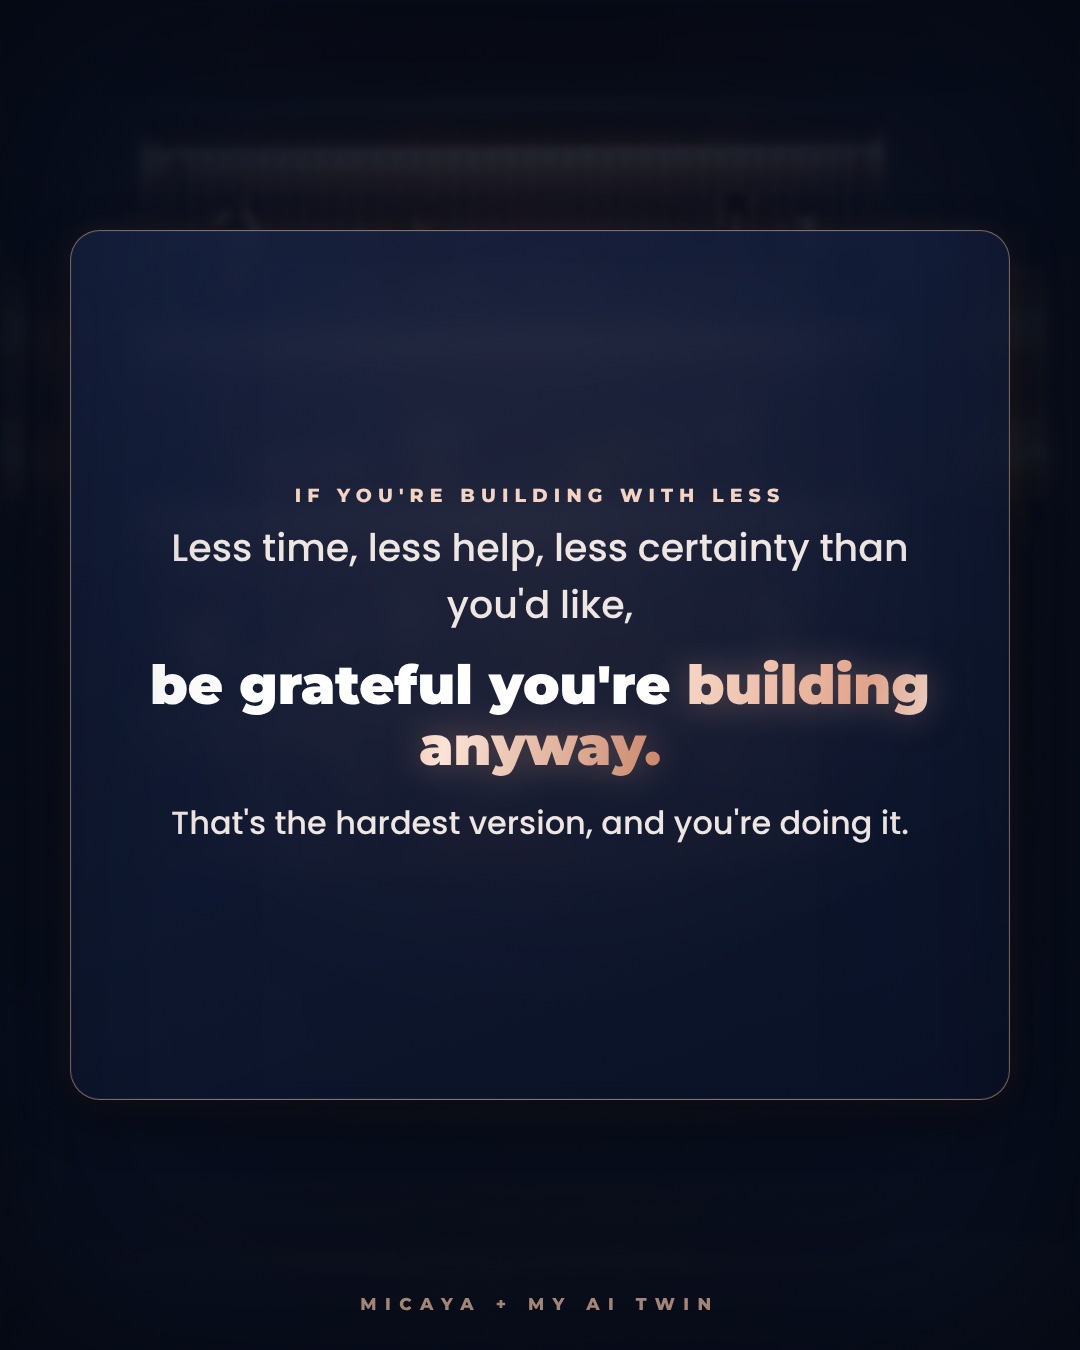 IF YOU'RE BUILDING WITH LESS
Less time, less help, less certainty than
you'd like,
be grateful you're building
anyway.
That's the hardest version, and you're doing it.
MICAYA + MY AI TWIN